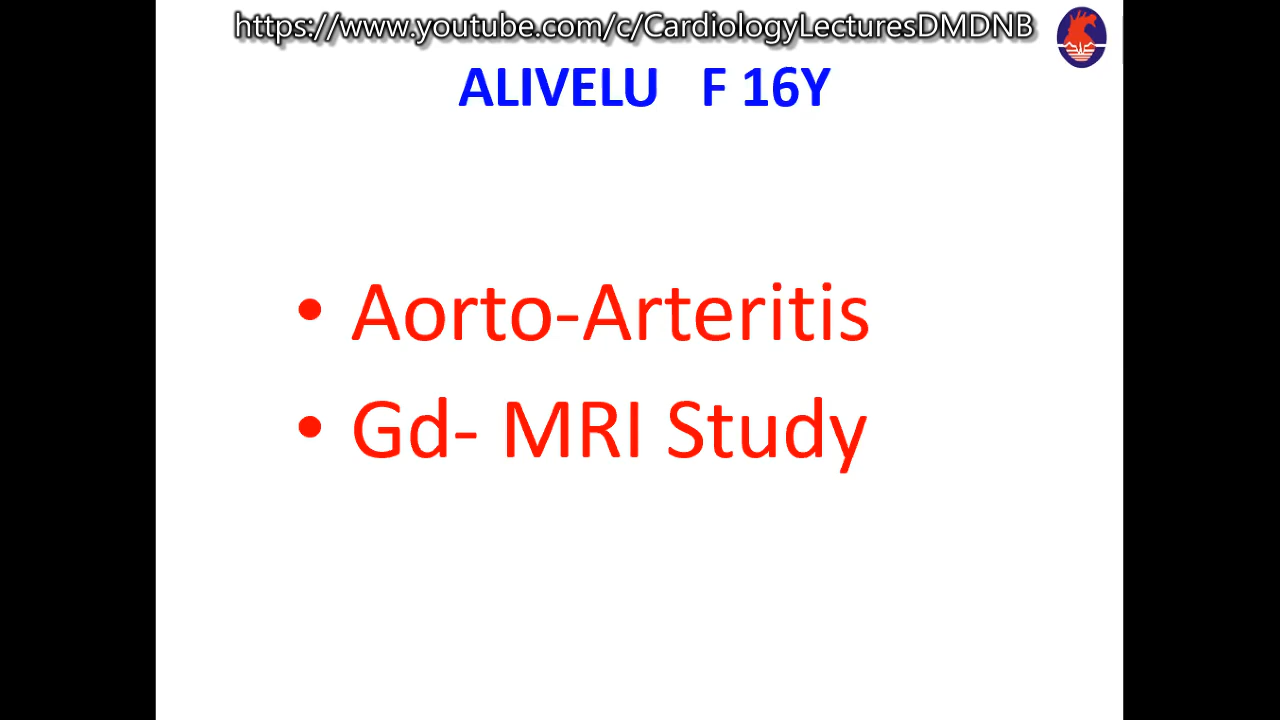 https://www.youtube.com/c/CardiologyLecturesDMDNB
ALIVELU F 16Y
• Aorto-Arteritis
• Gd- MRI Study